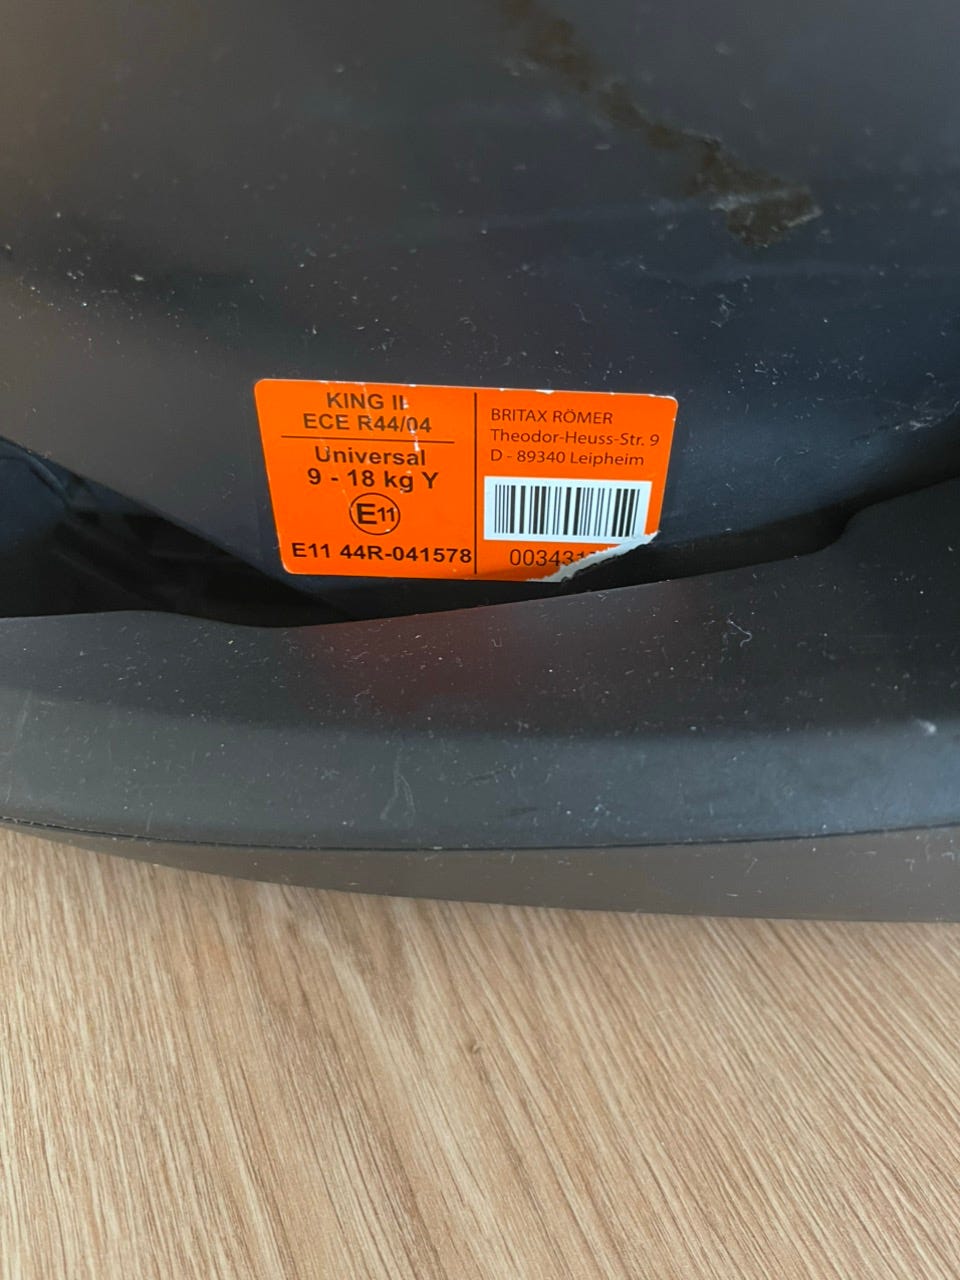 KING II
ECE R44/04
Universal
9 - 18 kg Y
E11
E11 44R-041578
BRITAX RÖMER
Theodor-Heuss-Str. 9
D - 89340 Leipheim